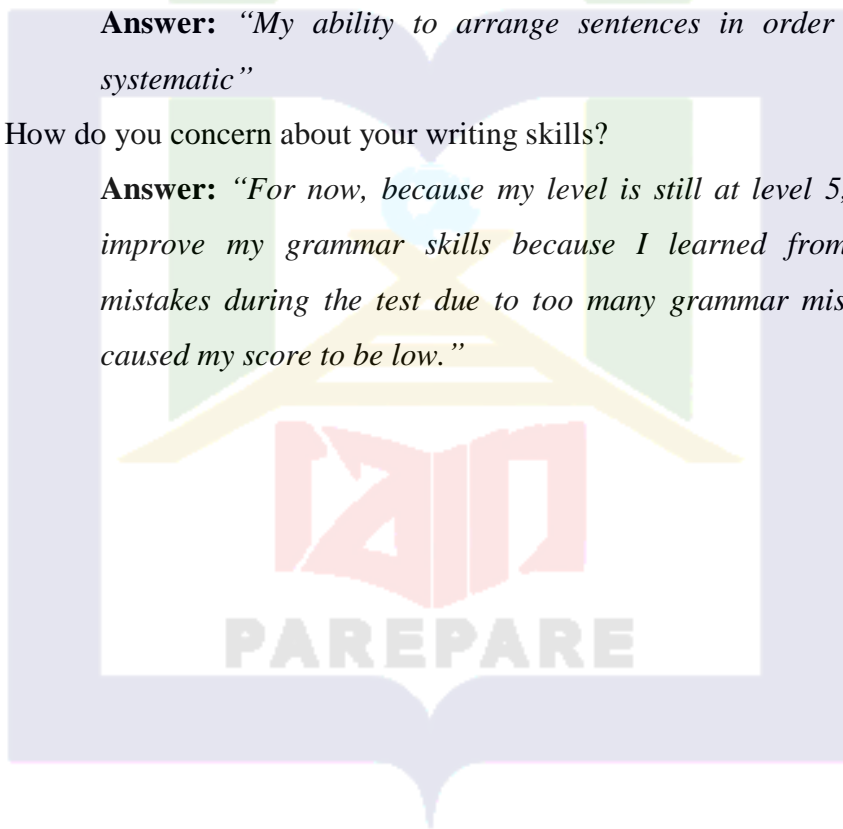 Answer: “My ability to arrange sentences in order
systematic”
How do you concern about your writing skills?
Answer: “For now, because my level is still at level 5,
improve my grammar skills because I learned from
mistakes during the test due to too many grammar mis
caused my score to be low.”
iain
PAREPARE